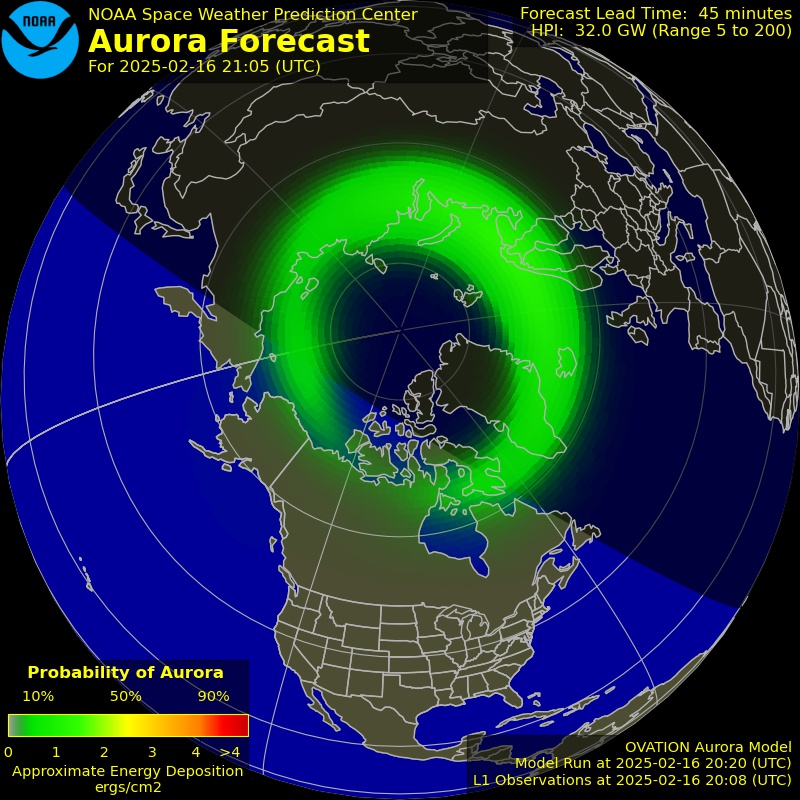 NOAA
NOAA Space Weather Prediction Center
Aurora Forecast
For 2025-02-16 21:05 (UTC)
Forecast Lead Time: 45 minutes
HPI: 32.0 GW (Range 5 to 200)
Probability of Aurora
10% 50% 90%
0 1 2 3 4 >4
Approximate Energy Deposition
ergs/cm2
OVATION Aurora Model
Model Run at 2025-02-16 20:20 (UTC)
L1 Observations at 2025-02-16 20:08 (UTC)